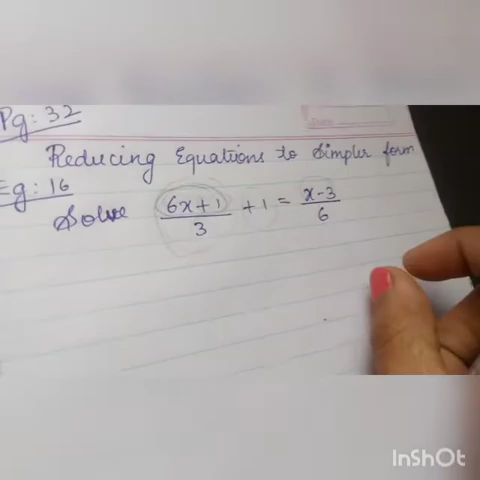 Pg: 32
Reducing Equations to Simpler form
Eg: 16
Solve (6x+1)/3 + 1 = (x-3)/6
InShOt